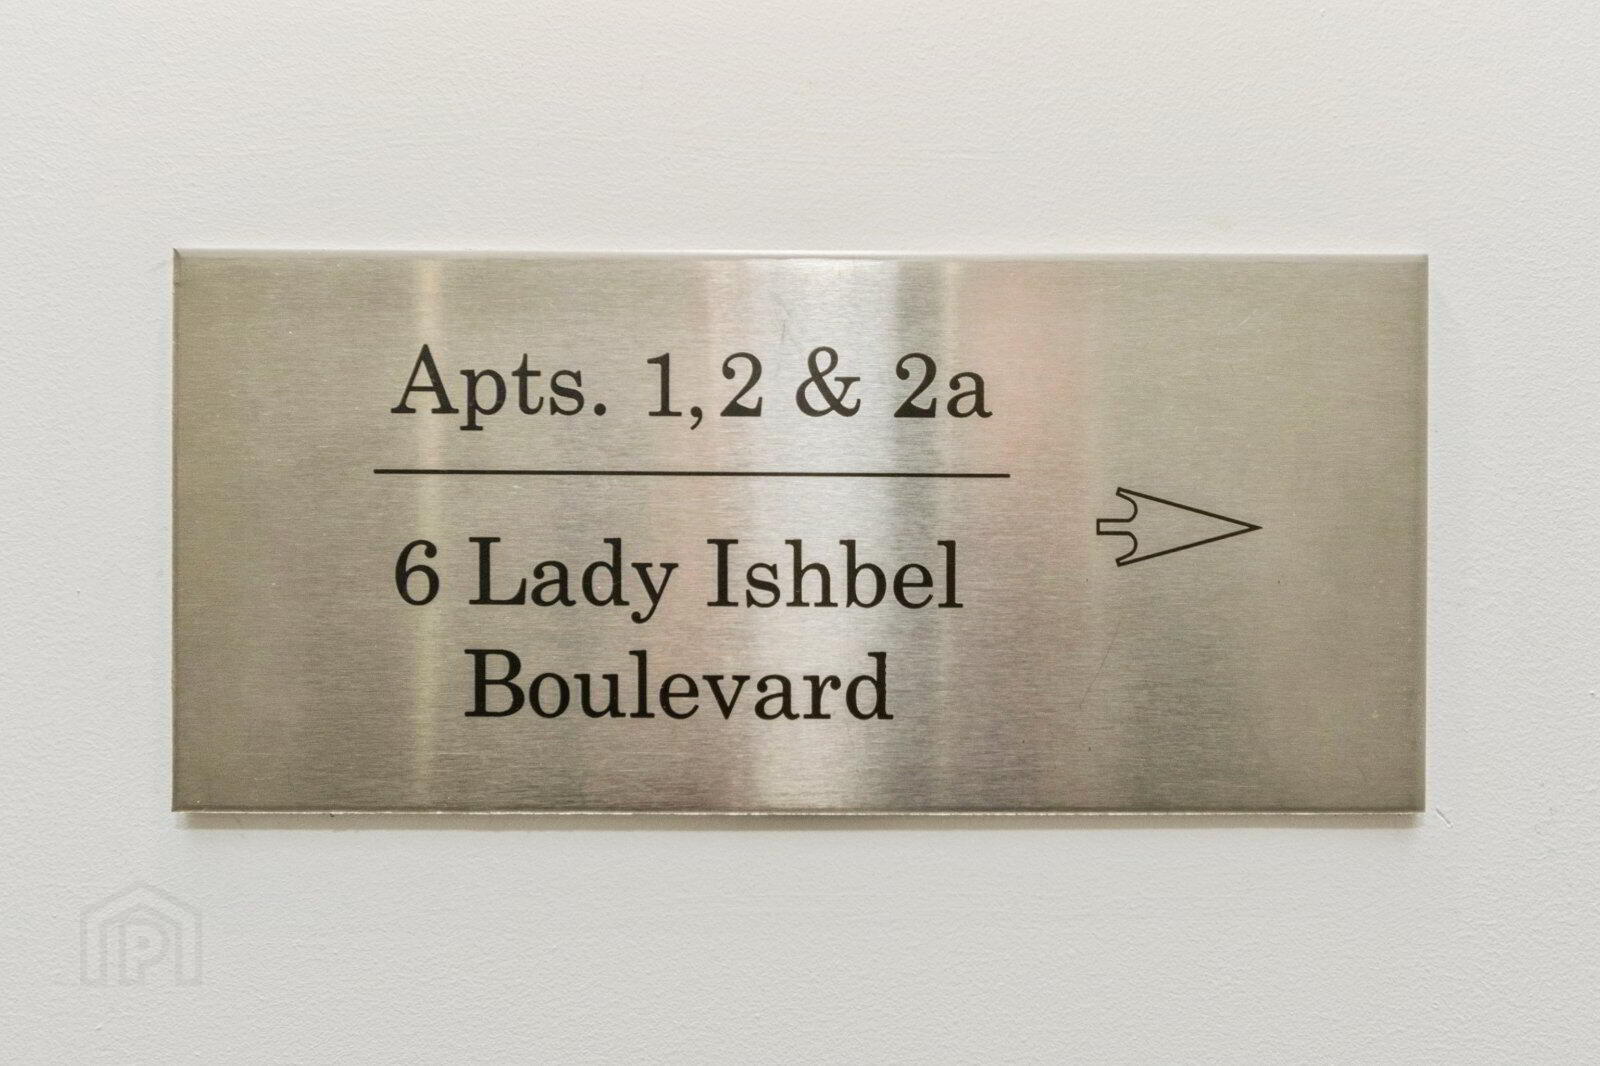 Apts. 1, 2 & 2a
6 Lady Ishbel
Boulevard
P